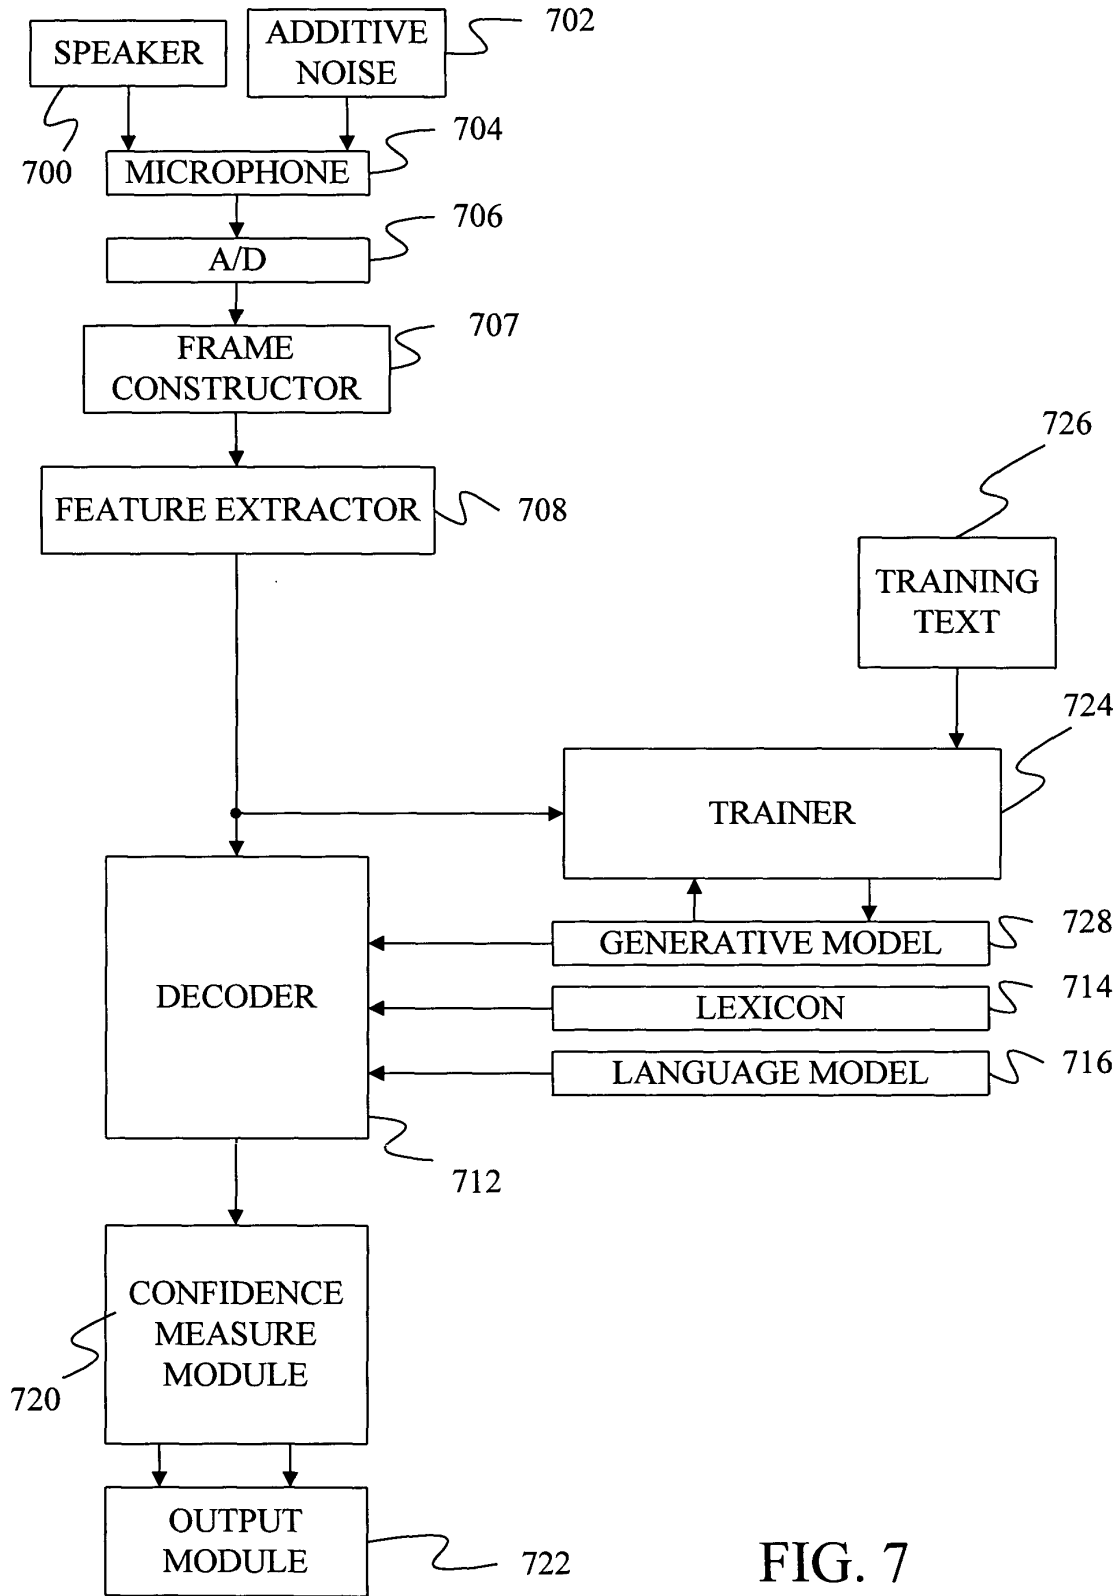 SPEAKER
ADDITIVE
NOISE
702
700
704
MICROPHONE
706
A/D
707
FRAME
CONSTRUCTOR
726
FEATURE EXTRACTOR
708
TRAINING
TEXT
724
TRAINER
728
GENERATIVE MODEL
DECODER
714
LEXICON
716
LANGUAGE MODEL
712
CONFIDENCE
MEASURE
MODULE
720
OUTPUT
MODULE
722
FIG. 7